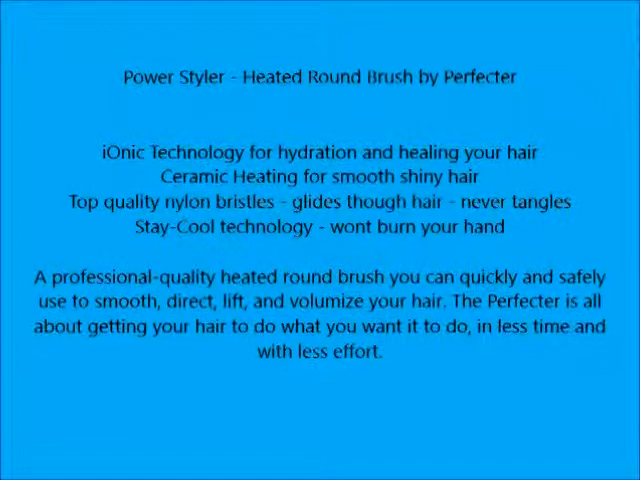 Power Styler - Heated Round Brush by Perfecter
iOnic Technology for hydration and healing your hair
Ceramic Heating for smooth shiny hair
Top quality nylon bristles - glides though hair - never tangles
Stay-Cool technology - wont burn your hand
A professional-quality heated round brush you can quickly and safely
use to smooth, direct, lift, and volumize your hair. The Perfecter is all
about getting your hair to do what you want it to do, in less time and
with less effort.